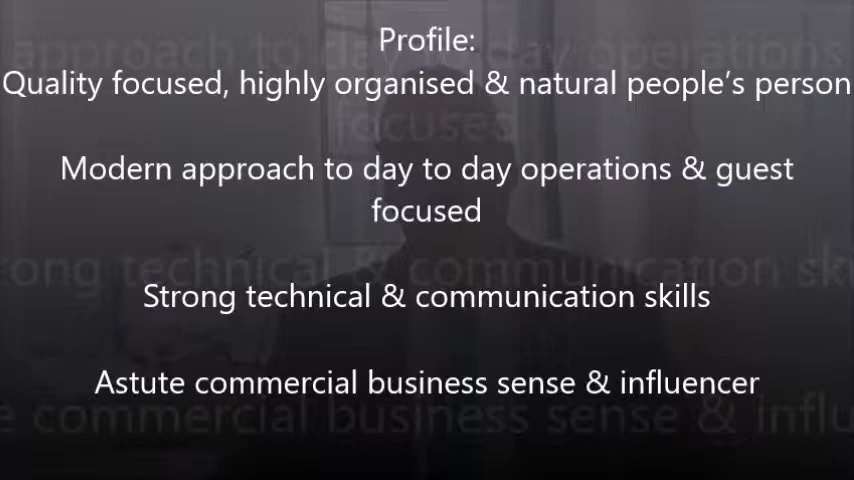 Profile:
Quality focused, highly organised & natural people’s person
Modern approach to day to day operations & guest
focused
Strong technical & communication skills
Astute commercial business sense & influencer